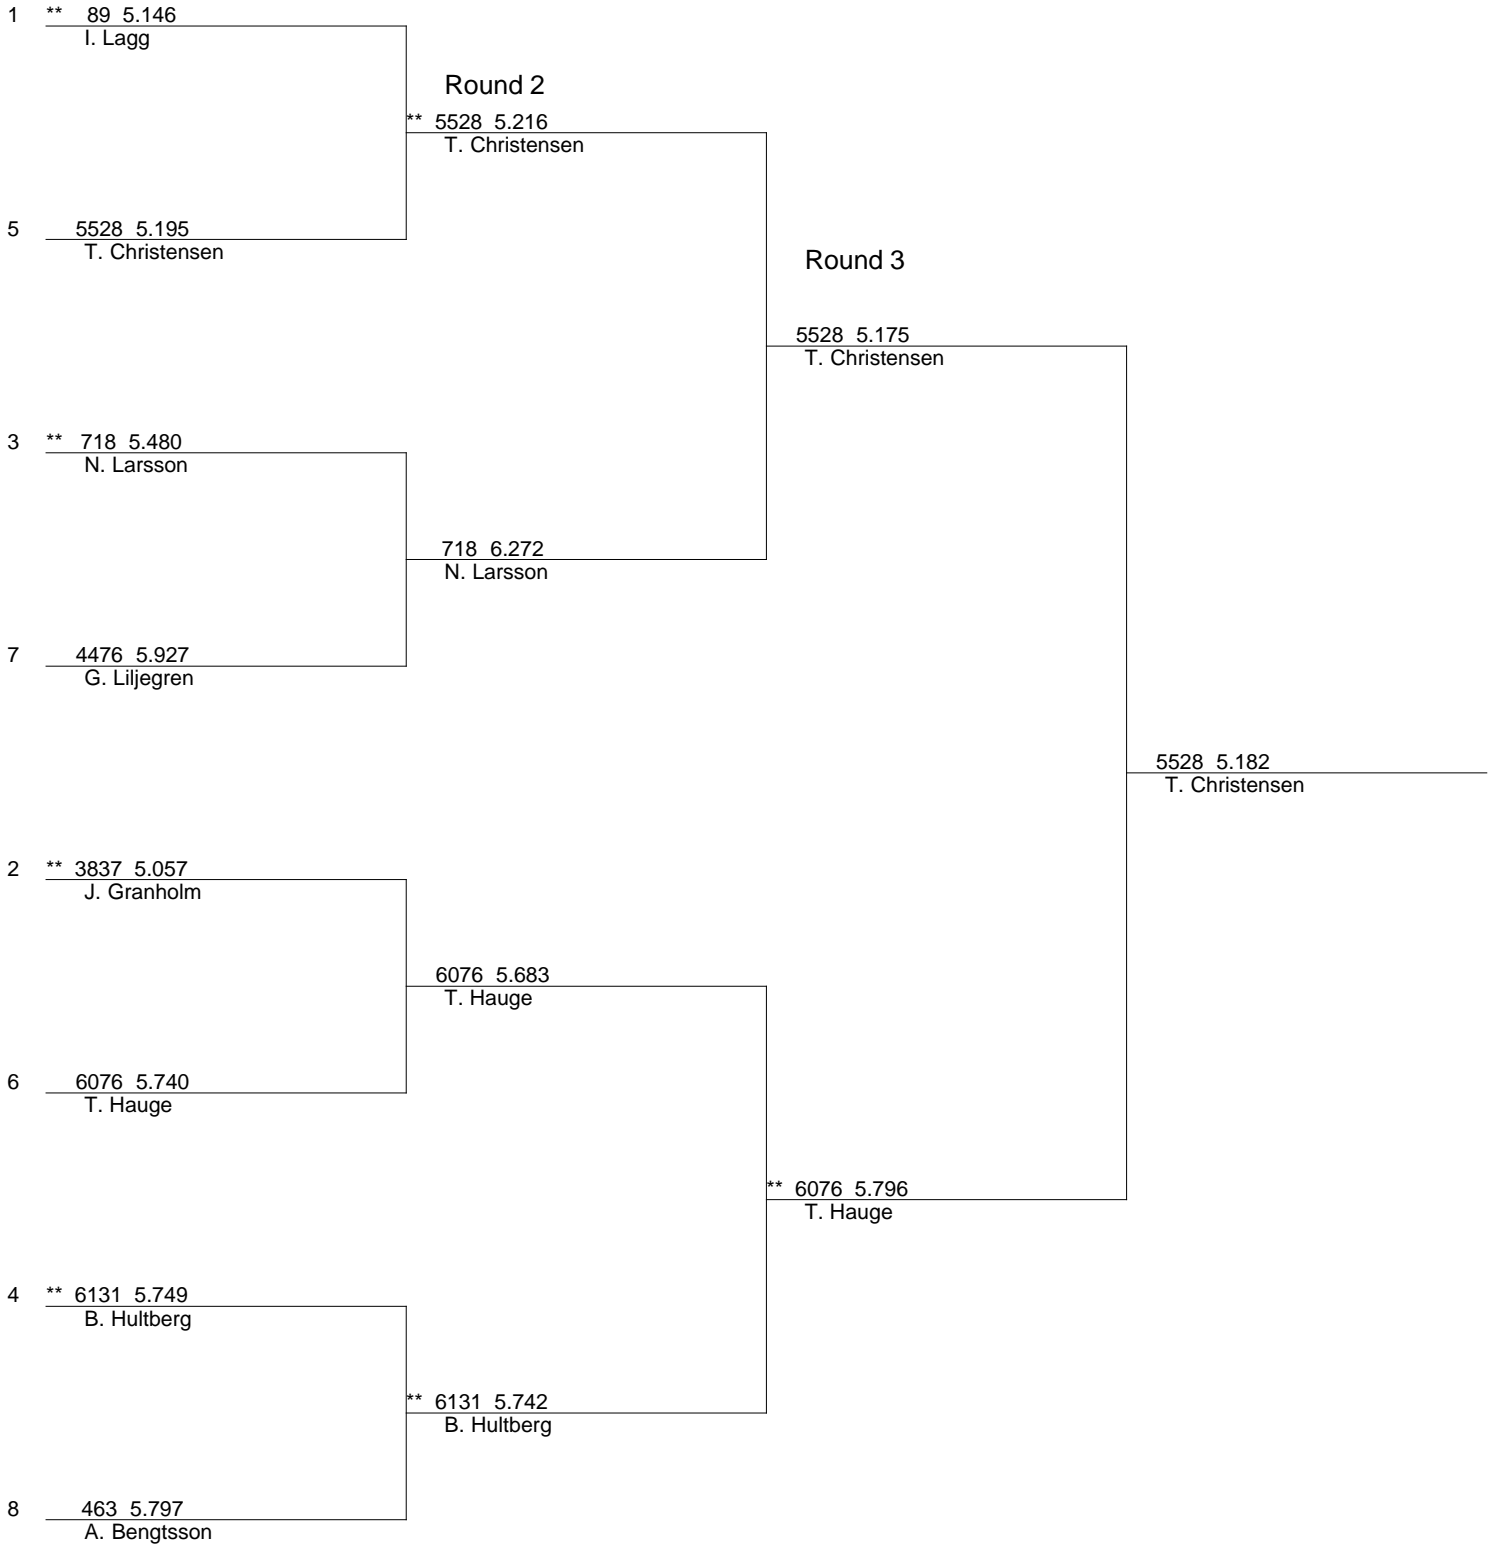 1 ** 89 5.146
I. Lagg
Round 2
** 5528 5.216
T. Christensen
5 5528 5.195
T. Christensen
Round 3
5528 5.175
T. Christensen
3 ** 718 5.480
N. Larsson
718 6.272
N. Larsson
7 4476 5.927
G. Liljegren
5528 5.182
T. Christensen
2 ** 3837 5.057
J. Granholm
6076 5.683
T. Hauge
6 6076 5.740
T. Hauge
** 6076 5.796
T. Hauge
4 ** 6131 5.749
B. Hultberg
** 6131 5.742
B. Hultberg
8 463 5.797
A. Bengtsson